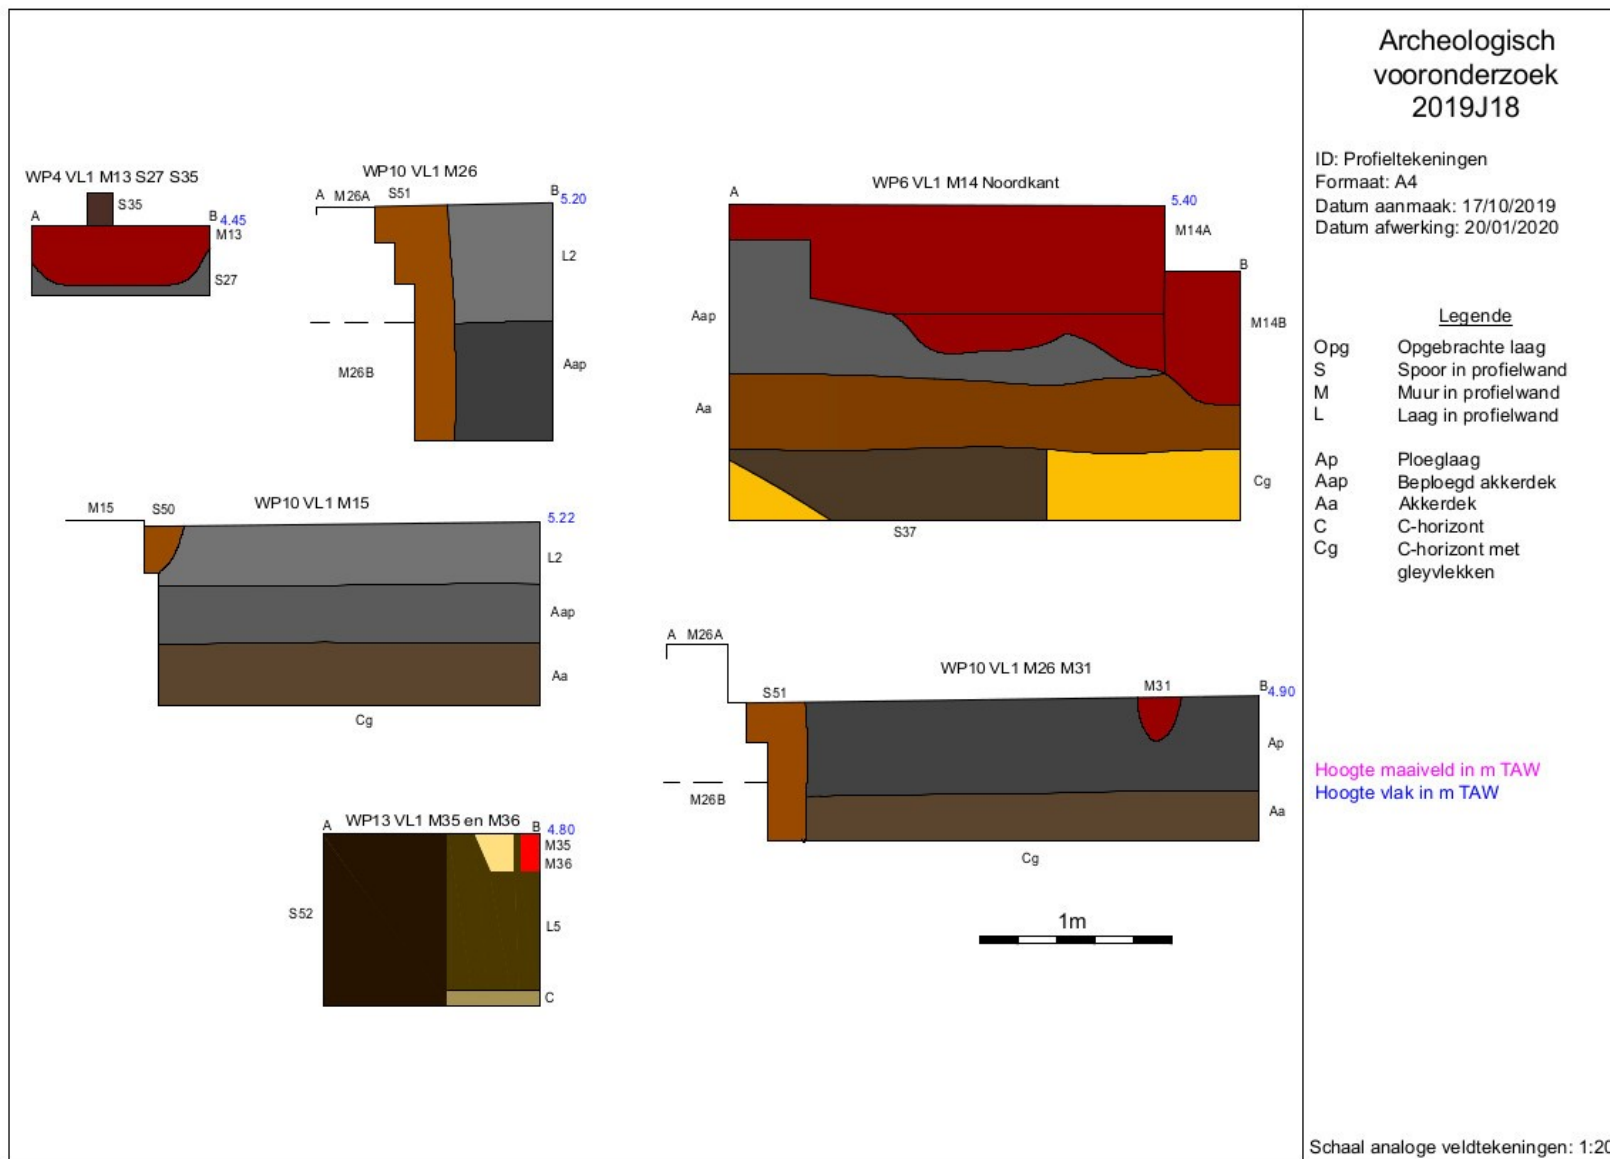 Archeologisch
vooronderzoek
2019J18
ID: Profieltekeningen
Formaat: A4
Datum aanmaak: 17/10/2019
Datum afwerking: 20/01/2020
Legende
Opg Opgebrachte laag
S Spoor in profielwand
M Muur in profielwand
L Laag in profielwand
Ap Ploeglaag
Aap Beploegd akkerdek
Aa Akkerdek
C C-horizont
Cg C-horizont met
gleyvlekken
Hoogte maaiveld in m TAW
Hoogte vlak in m TAW
Schaal analoge veldtekeningen: 1:20
WP4 VL1 M13 S27 S35
S35
A B 4.45
M13
S27
WP10 VL1 M26
A M26A S51 B 5.20
L2
M26B Aap
WP6 VL1 M14 Noordkant
A 5.40
M14A
B
Aap M14B
Aa
Cg
S37
WP10 VL1 M15
M15 S50 5.22
L2
Aap
Aa
Cg
A M26A
WP10 VL1 M26 M31
S51 M31 B 4.90
Ap
M26B Aa
Cg
WP13 VL1 M35 en M36
A B 4.80
M35
M36
S52 L5
C
1m